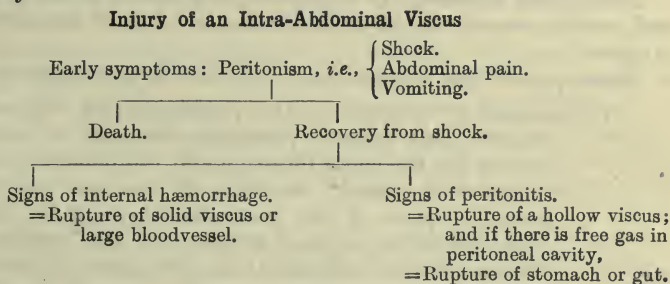 Injury of an Intra-Abdominal Viscus
Shock.
Early symptoms: Peritonism, i.e., Abdominal pain.
Vomiting.
Death. Recovery from shock.
Signs of internal hæmorrhage. Signs of peritonitis.
=Rupture of solid viscus or =Rupture of a hollow viscus;
large bloodvessel. and if there is free gas in
peritoneal cavity,
=Rupture of stomach or gut.